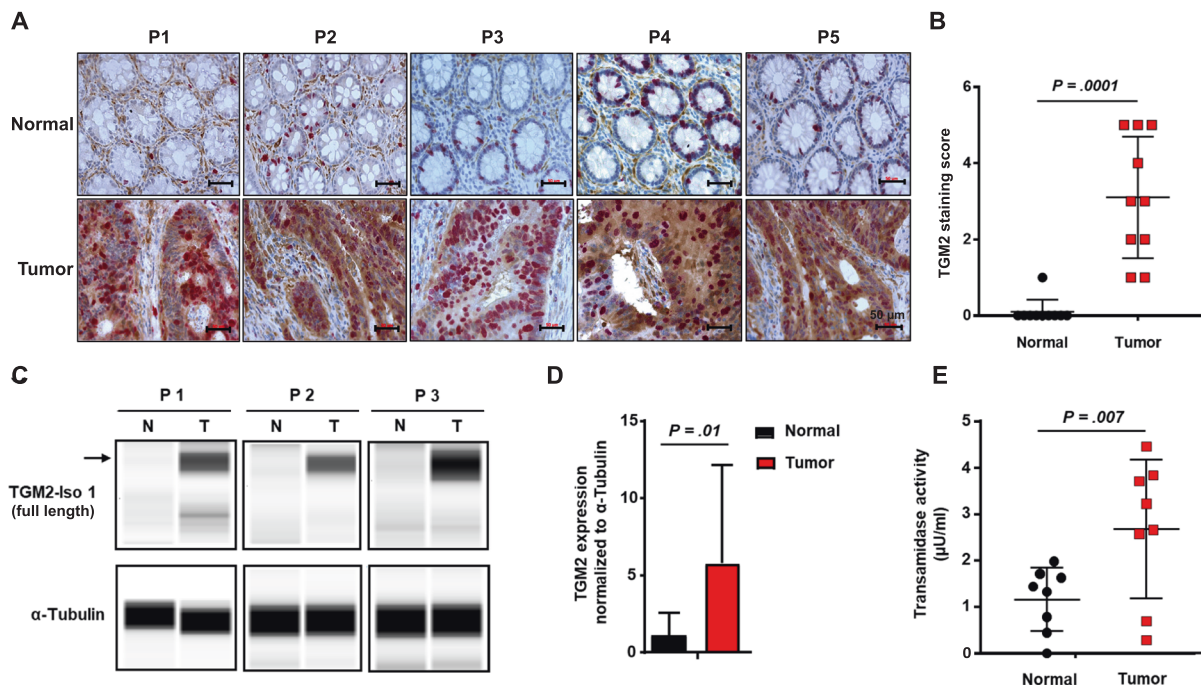 A
P1 P2 P3 P4 P5
Normal
Tumor
50 µm
B
P = .0001
TGM2 staining score
6
4
2
0
Normal Tumor
C
P 1 P 2 P 3
N T N T N T
TGM2-Iso 1
(full length)
α-Tubulin
D
P = .01
TGM2 expression
normalized to α-Tubulin
15
10
5
0
Normal
Tumor
E
P = .007
Transamidase activity
(µU/ml)
5
4
3
2
1
0
Normal Tumor